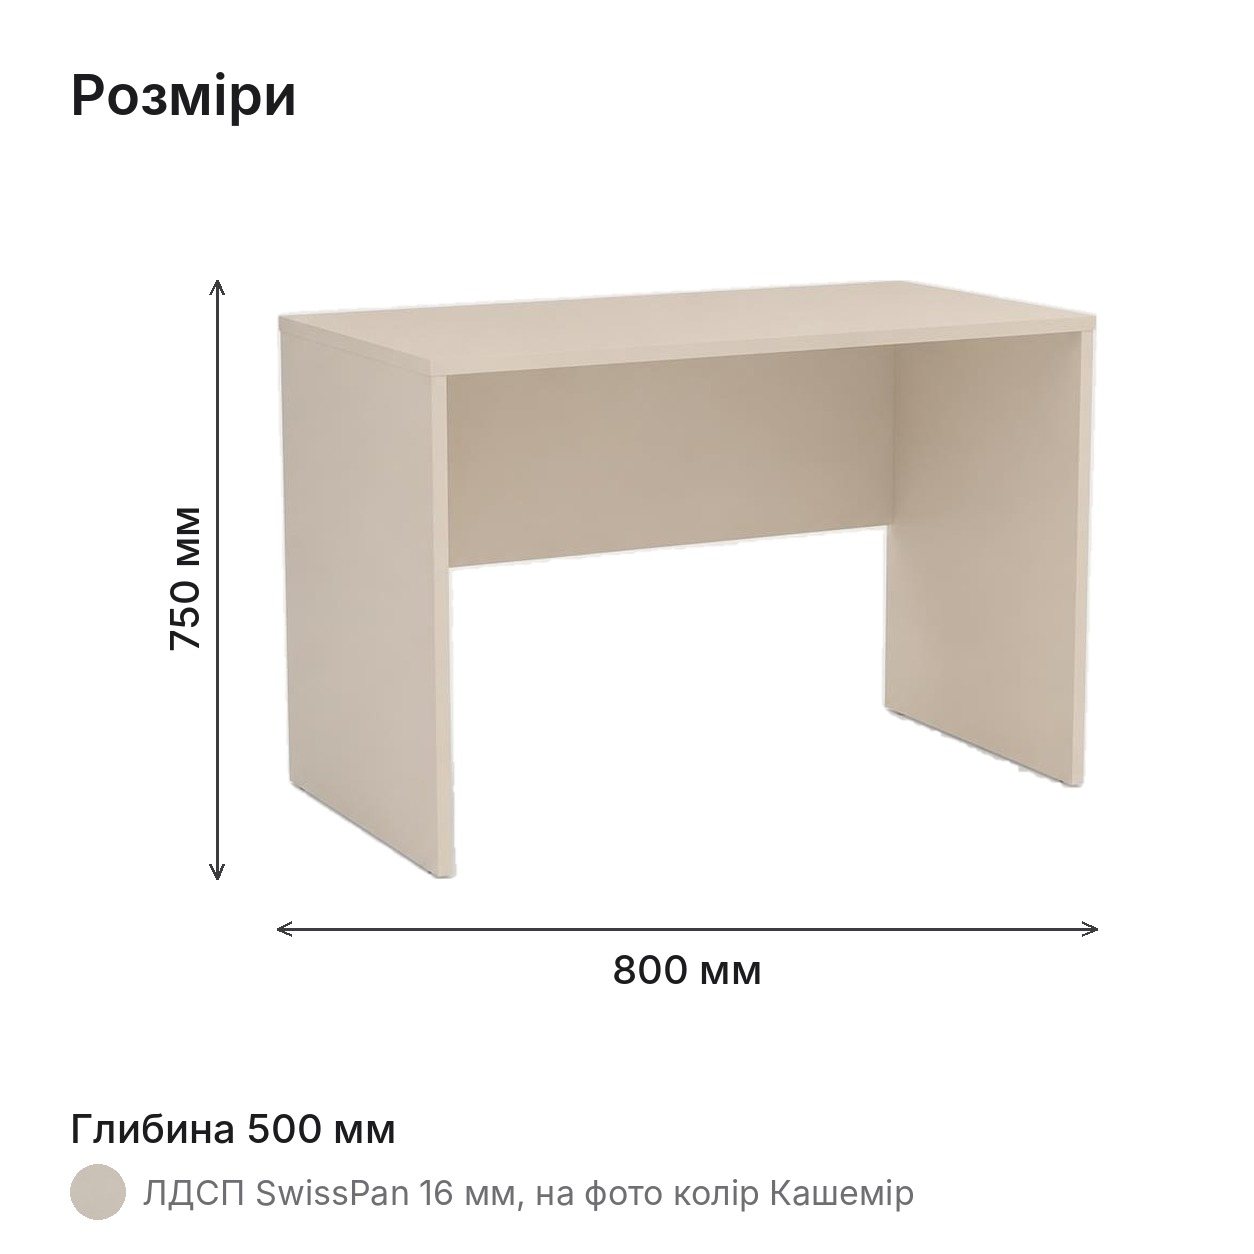 Розміри
750 мм
800 мм
Глибина 500 мм
ЛДСП SwissPan 16 мм, на фото колір Кашемір